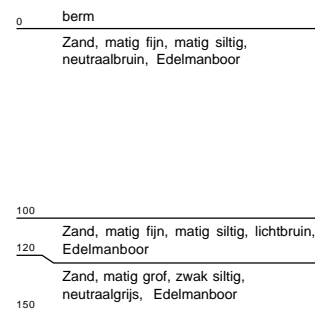 berm
0
Zand, matig fijn, matig siltig,
neutraalbruin, Edelmanboor
100
Zand, matig fijn, matig siltig, lichtbruin,
120
Edelmanboor
Zand, matig grof, zwak siltig,
neutraalgrijs, Edelmanboor
150